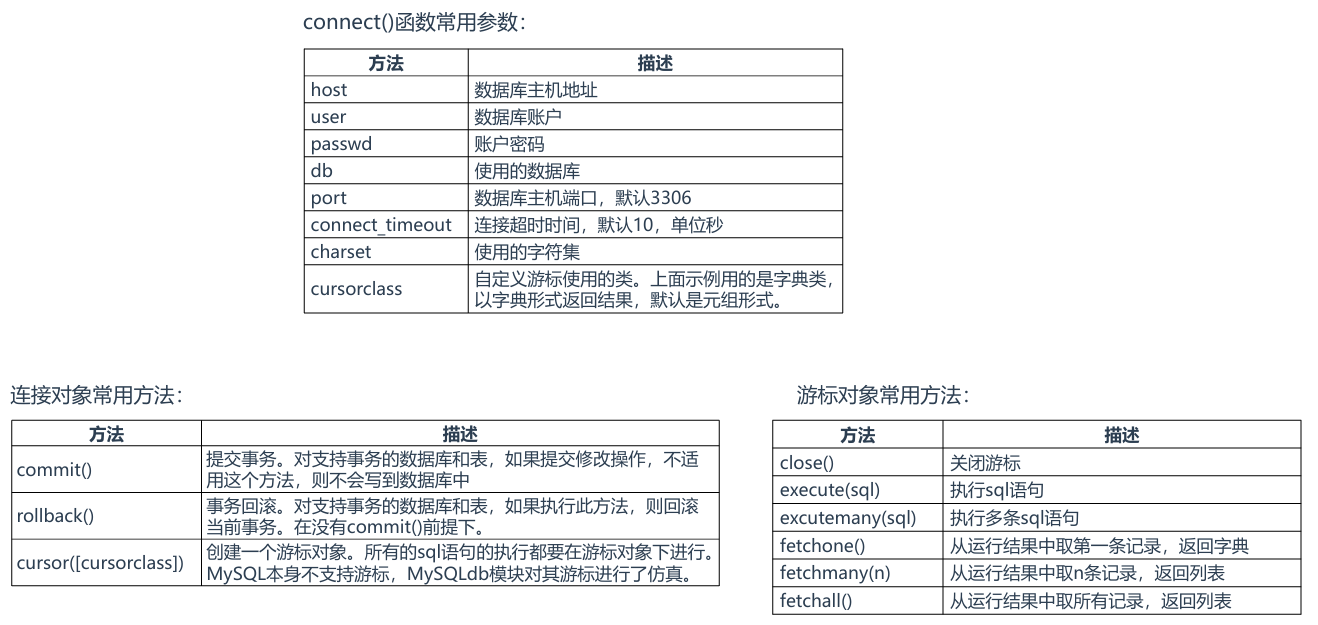 connect()函数常用参数：
方法 描述
host 数据库主机地址
user 数据库账户
passwd 账户密码
db 使用的数据库
port 数据库主机端口，默认3306
connect_timeout 连接超时时间，默认10，单位秒
charset 使用的字符集
cursorclass 自定义游标使用的类。上面示例用的是字典类，
以字典形式返回结果，默认是元组形式。
连接对象常用方法：
方法 描述
commit() 提交事务。对支持事务的数据库和表，如果提交修改操作，不适
用这个方法，则不会写到数据库中
rollback() 事务回滚。对支持事务的数据库和表，如果执行此方法，则回滚
当前事务。在没有commit()前提下。
cursor([cursorclass]) 创建一个游标对象。所有的sql语句的执行都要在游标对象下进行。
MySQL本身不支持游标，MySQLdb模块对其游标进行了仿真。
游标对象常用方法：
方法 描述
close() 关闭游标
execute(sql) 执行sql语句
excutemany(sql) 执行多条sql语句
fetchone() 从运行结果中取第一条记录，返回字典
fetchmany(n) 从运行结果中取n条记录，返回列表
fetchall() 从运行结果中取所有记录，返回列表